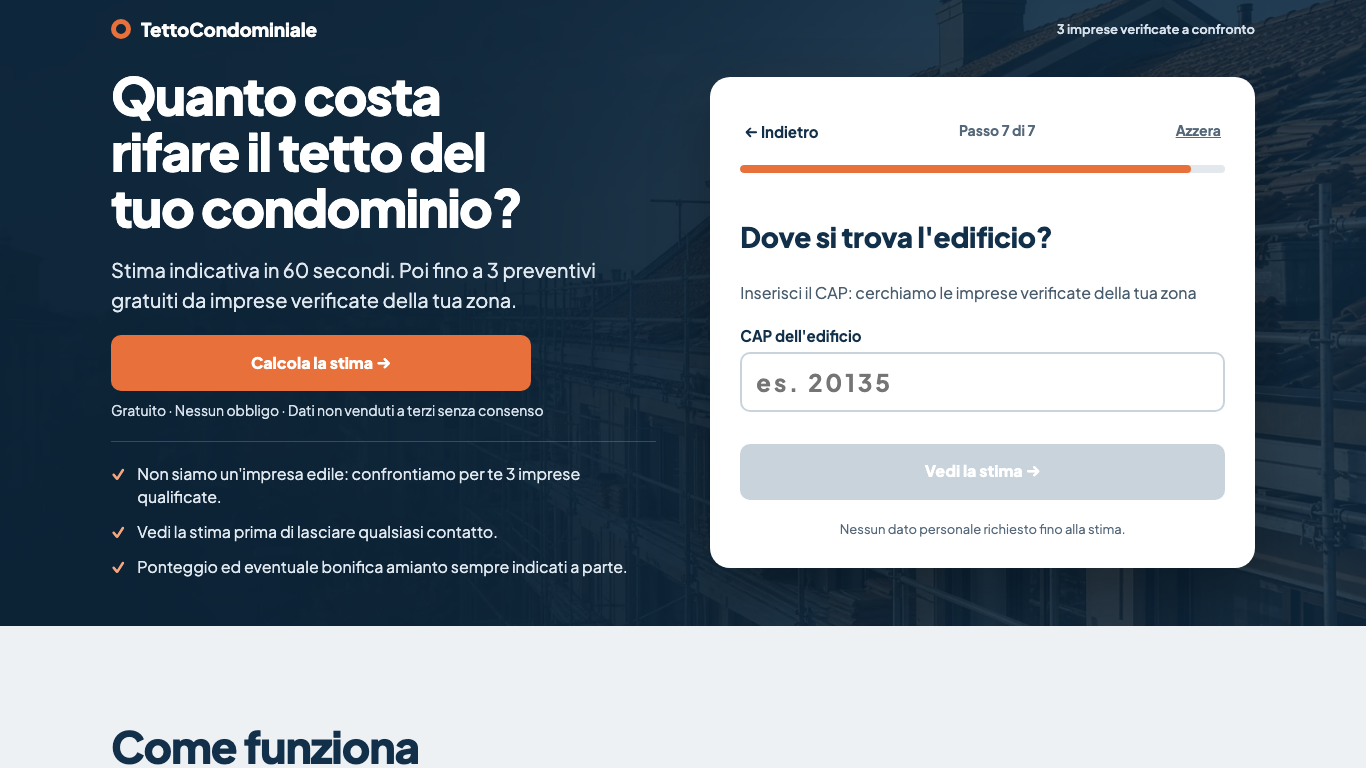 TettoCondominiale
3 imprese verificate a confronto
Quanto costa
rifare il tetto del
tuo condominio?
Stima indicativa in 60 secondi. Poi fino a 3 preventivi
gratuiti da imprese verificate della tua zona.
Calcola la stima →
Gratuito · Nessun obbligo · Dati non venduti a terzi senza consenso
Non siamo un'impresa edile: confrontiamo per te 3 imprese
qualificate.
Vedi la stima prima di lasciare qualsiasi contatto.
Ponteggio ed eventuale bonifica amianto sempre indicati a parte.
← Indietro
Passo 7 di 7
Azzera
Dove si trova l'edificio?
Inserisci il CAP: cerchiamo le imprese verificate della tua zona
CAP dell'edificio
es. 20135
Vedi la stima →
Nessun dato personale richiesto fino alla stima.
Come funziona